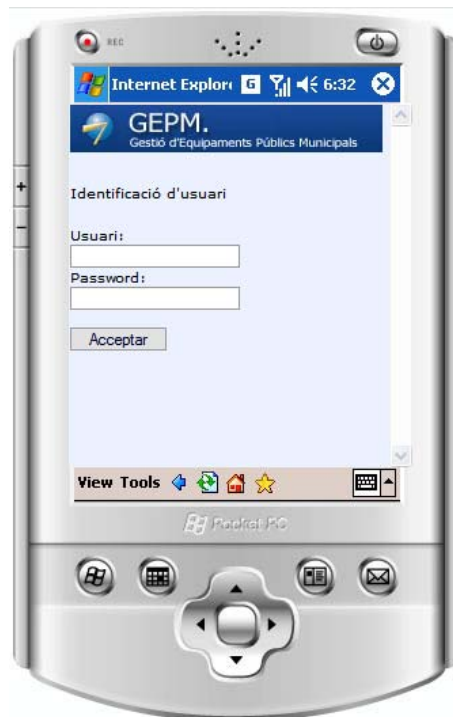 REC
Internet Explor G 6:32
GEPM.
Gestió d'Equipaments Públics Municipals
Identificació d'usuari
Usuari:
Password:
Acceptar
View Tools
Pocket PC
+
-